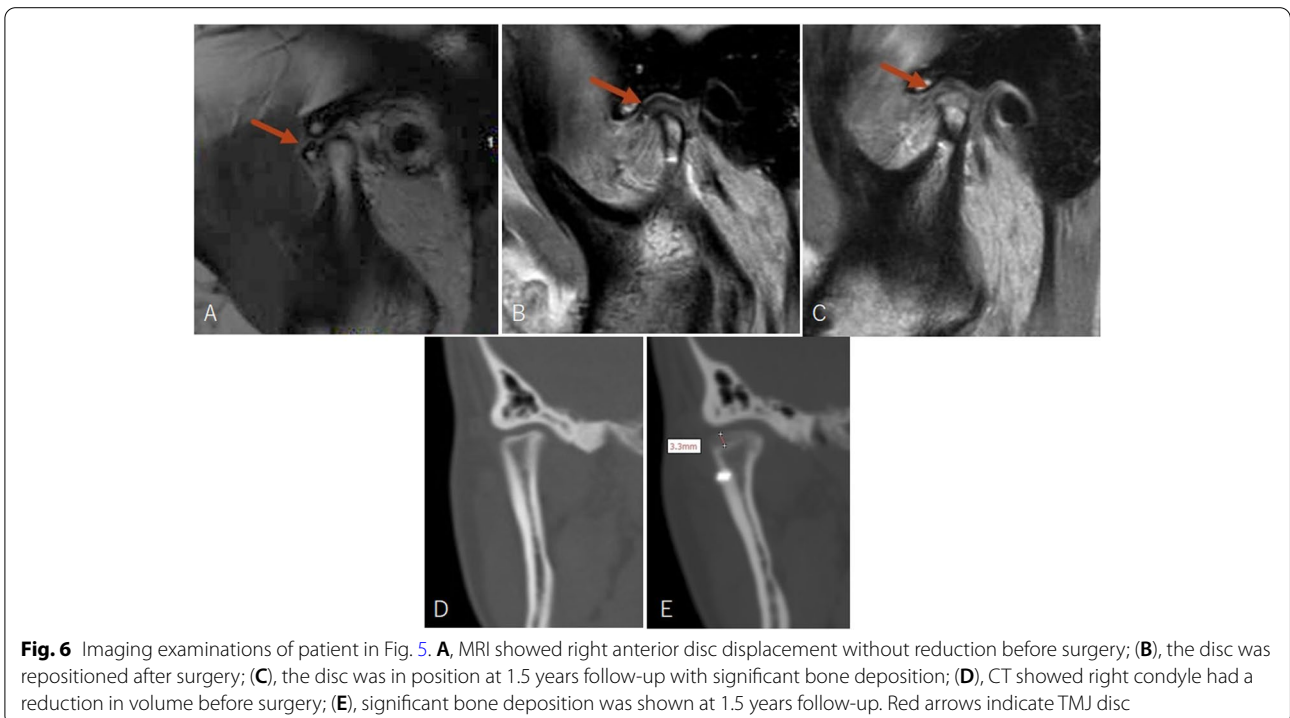 A
B
C
D
3.3mm
E
Fig. 6 Imaging examinations of patient in Fig. 5. A, MRI showed right anterior disc displacement without reduction before surgery; (B), the disc was
repositioned after surgery; (C), the disc was in position at 1.5 years follow-up with significant bone deposition; (D), CT showed right condyle had a
reduction in volume before surgery; (E), significant bone deposition was shown at 1.5 years follow-up. Red arrows indicate TMJ disc